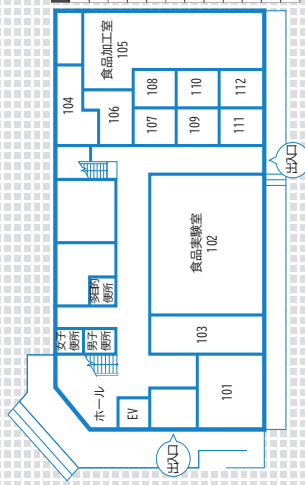 食品加工室
105
104
106
108
110
112
107
109
111
出入口
食品実験室
102
多目的
便所
女子
便所
男子
便所
103
ホール
EV
101
出入口